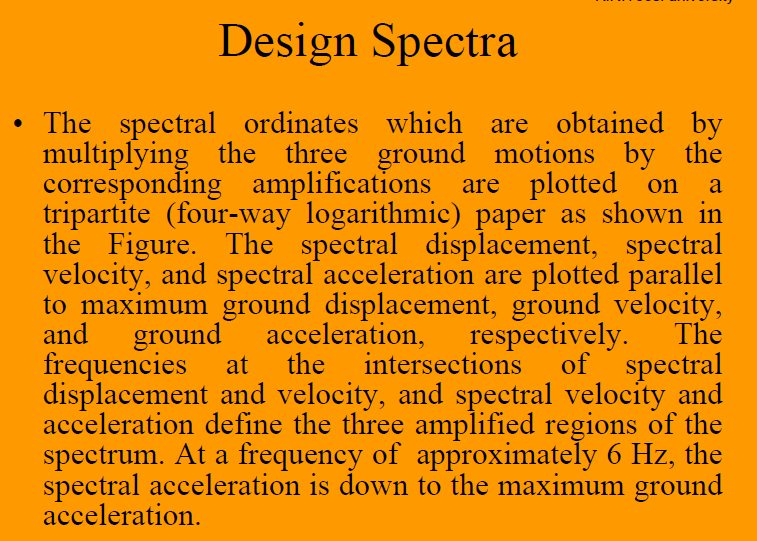 Design Spectra
• The spectral ordinates which are obtained by
multiplying the three ground motions by the
corresponding amplifications are plotted on a
tripartite (four-way logarithmic) paper as shown in
the Figure. The spectral displacement, spectral
velocity, and spectral acceleration are plotted parallel
to maximum ground displacement, ground velocity,
and ground acceleration, respectively. The
frequencies at the intersections of spectral
displacement and velocity, and spectral velocity and
acceleration define the three amplified regions of the
spectrum. At a frequency of approximately 6 Hz, the
spectral acceleration is down to the maximum ground
acceleration.